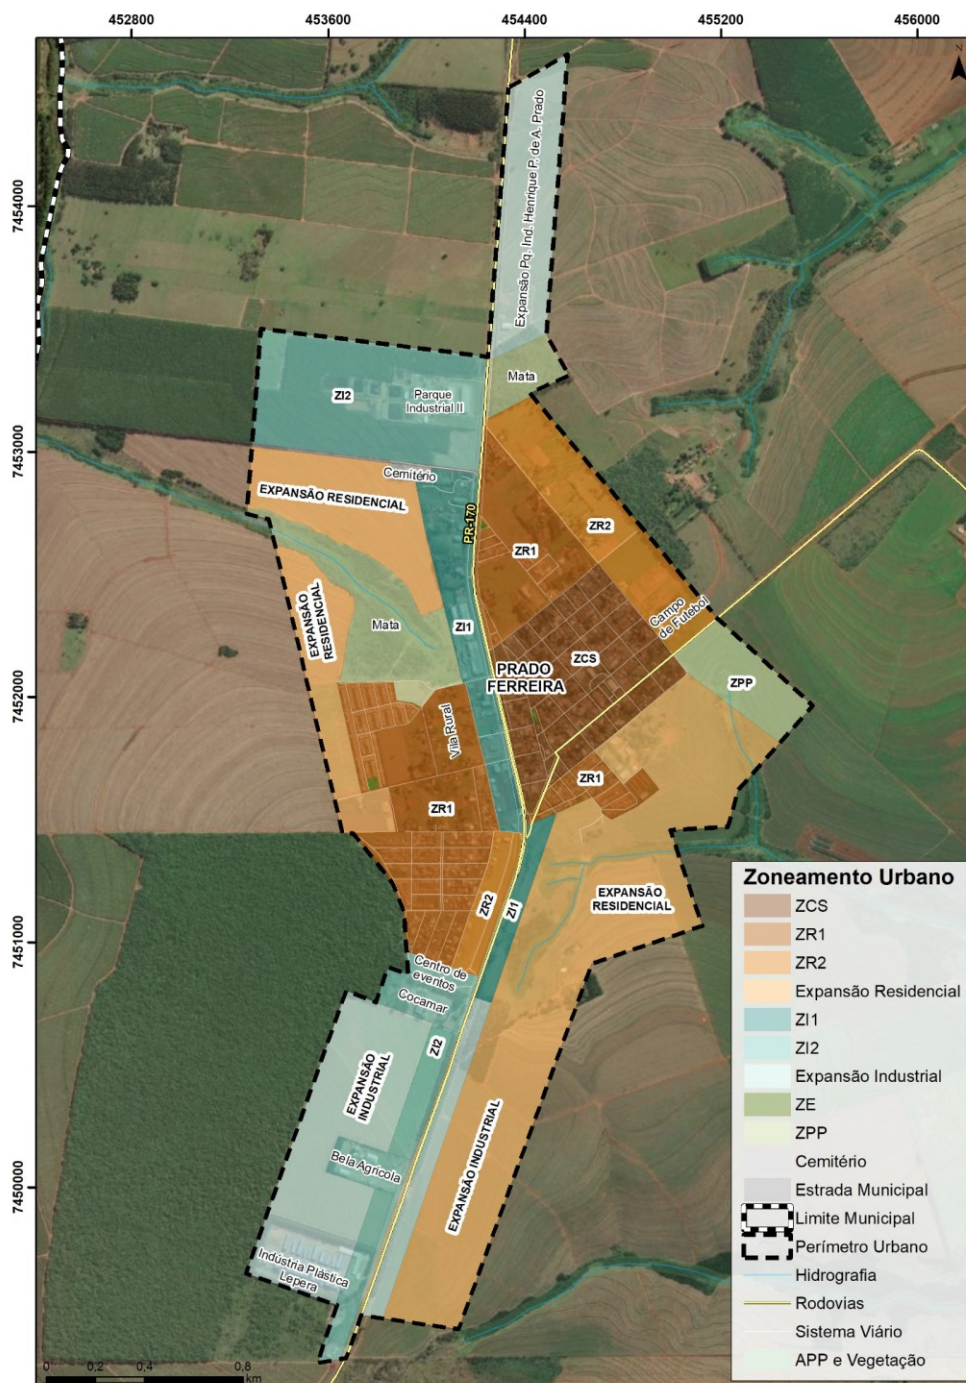 452800
453600
454400
455200
456000
N
7454000
7453000
7452000
7451000
7450000
Expansão Pq. Ind. Henrique P. de A. Prado
Mata
ZI2
Parque
Industrial II
Cemitério
EXPANSÃO RESIDENCIAL
PR-170
ZR2
ZR1
EXPANSÃO
RESIDENCIAL
Mata
ZI1
Campo
de Futebol
ZCS
PRADO
FERREIRA
ZPP
Vila Rural
ZR1
ZR1
ZR2
ZI1
EXPANSÃO
RESIDENCIAL
Centro de
eventos
Cocamar
ZI2
EXPANSÃO
INDUSTRIAL
EXPANSÃO INDUSTRIAL
Bela Agrícola
Indústria Plástica
Lepera
Zoneamento Urbano
ZCS
ZR1
ZR2
Expansão Residencial
ZI1
ZI2
Expansão Industrial
ZE
ZPP
Cemitério
Estrada Municipal
Limite Municipal
Perímetro Urbano
Hidrografia
Rodovias
Sistema Viário
APP e Vegetação
0 0,2 0,4 0,8
km